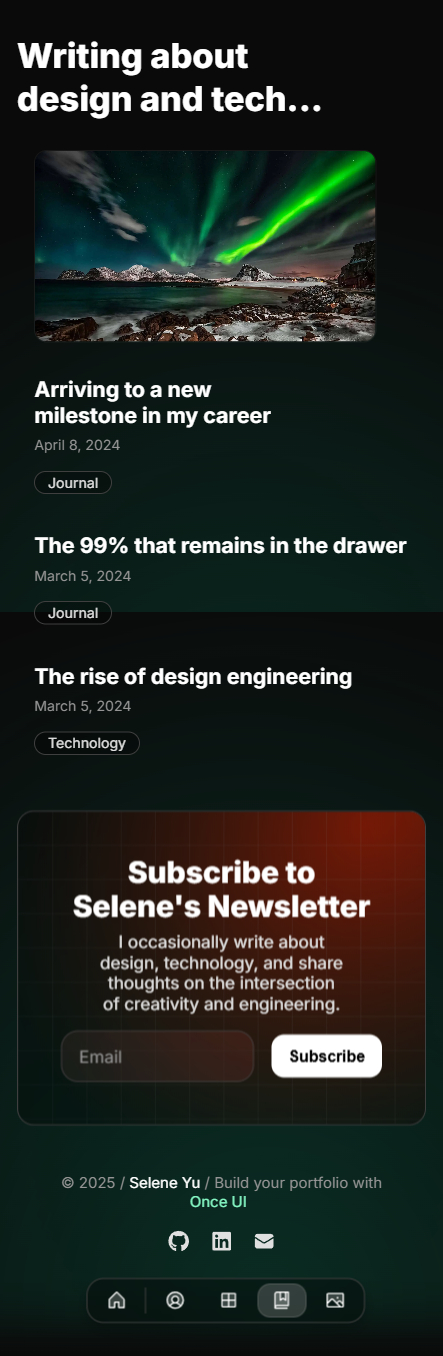 Writing about
design and tech...
Arriving to a new
milestone in my career
April 8, 2024
Journal
The 99% that remains in the drawer
March 5, 2024
Journal
The rise of design engineering
March 5, 2024
Technology
Subscribe to
Selene's Newsletter
I occasionally write about
design, technology, and share
thoughts on the intersection
of creativity and engineering.
Email
Subscribe
© 2025 / Selene Yu / Build your portfolio with
Once UI